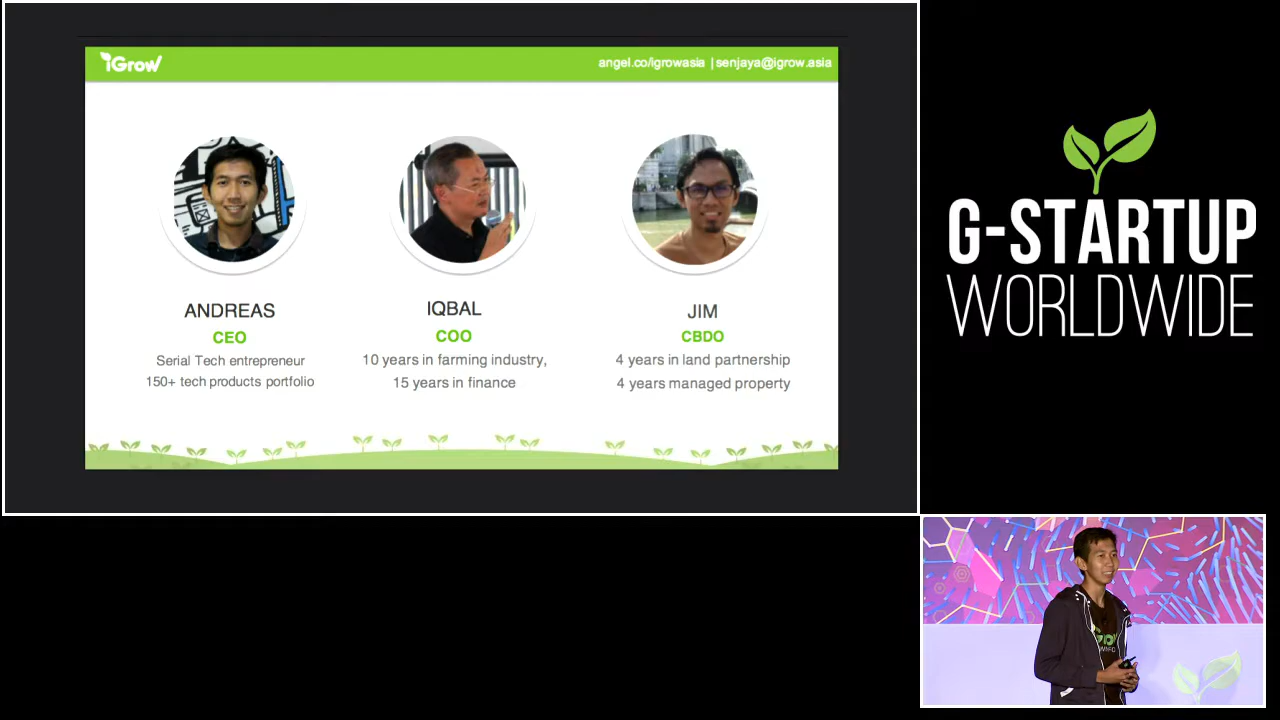 iGrow
angel.co/igrowasia | senjaya@igrow.asia
ANDREAS
CEO
Serial Tech entrepreneur
150+ tech products portfolio
IQBAL
COO
10 years in farming industry,
15 years in finance
JIM
CBDO
4 years in land partnership
4 years managed property
G-STARTUP
WORLDWIDE